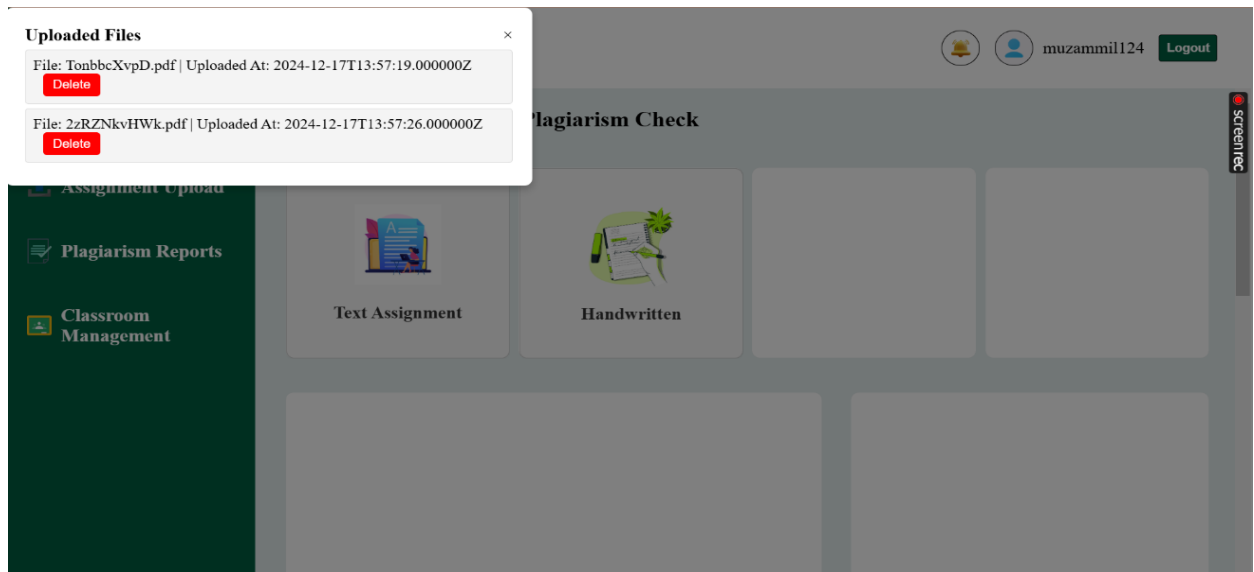 Uploaded Files ×
File: TonbbcXvpD.pdf | Uploaded At: 2024-12-17T13:57:19.000000Z
Delete
File: 2zRZNkvHWk.pdf | Uploaded At: 2024-12-17T13:57:26.000000Z
Delete
muzammil124 Logout
lagiarism Check
screenrec
Assignment Upload
Plagiarism Reports
Classroom
Management
Text Assignment
Handwritten